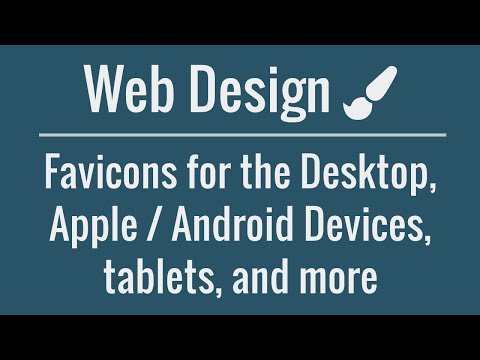 Web Design
Favicons for the Desktop,
Apple / Android Devices,
tablets, and more